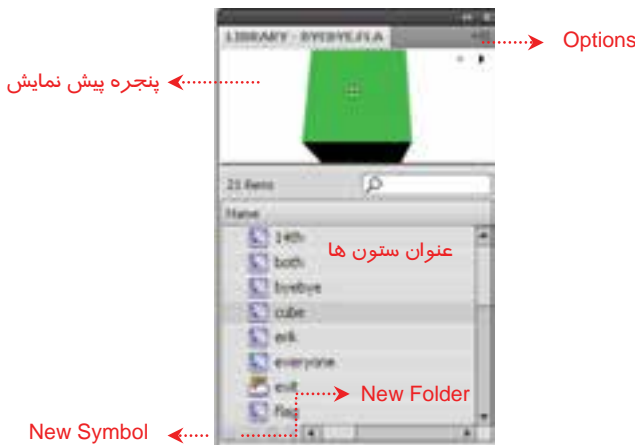 LIBRARY - BYEBYE.FLA
Options
پنجره پیش نمایش
21 items
Name
14th
عنوان ستون ها
both
byebye
cube
erik
everyone
exit
New Folder
flag
New Symbol